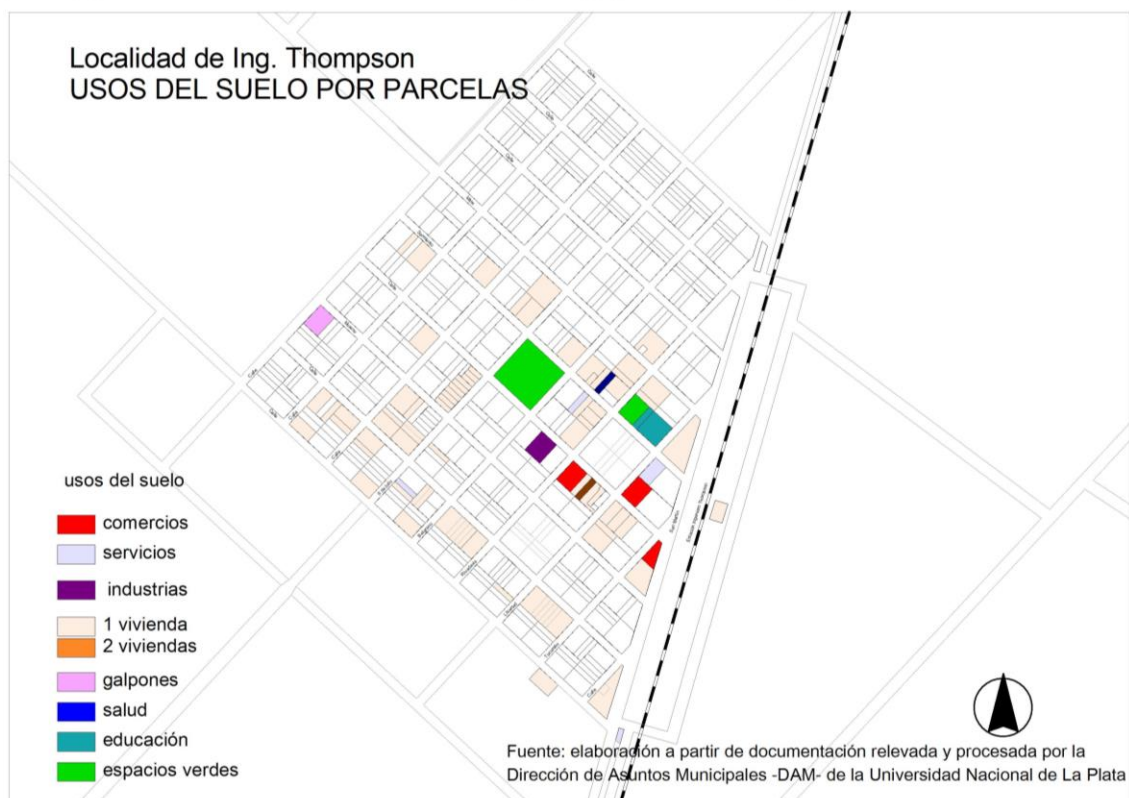 Localidad de Ing. Thompson
USOS DEL SUELO POR PARCELAS
usos del suelo
comercios
servicios
industrias
1 vivienda
2 viviendas
galpones
salud
educación
espacios verdes
Fuente: elaboración a partir de documentación relevada y procesada por la
Dirección de Asuntos Municipales -DAM- de la Universidad Nacional de La Plata